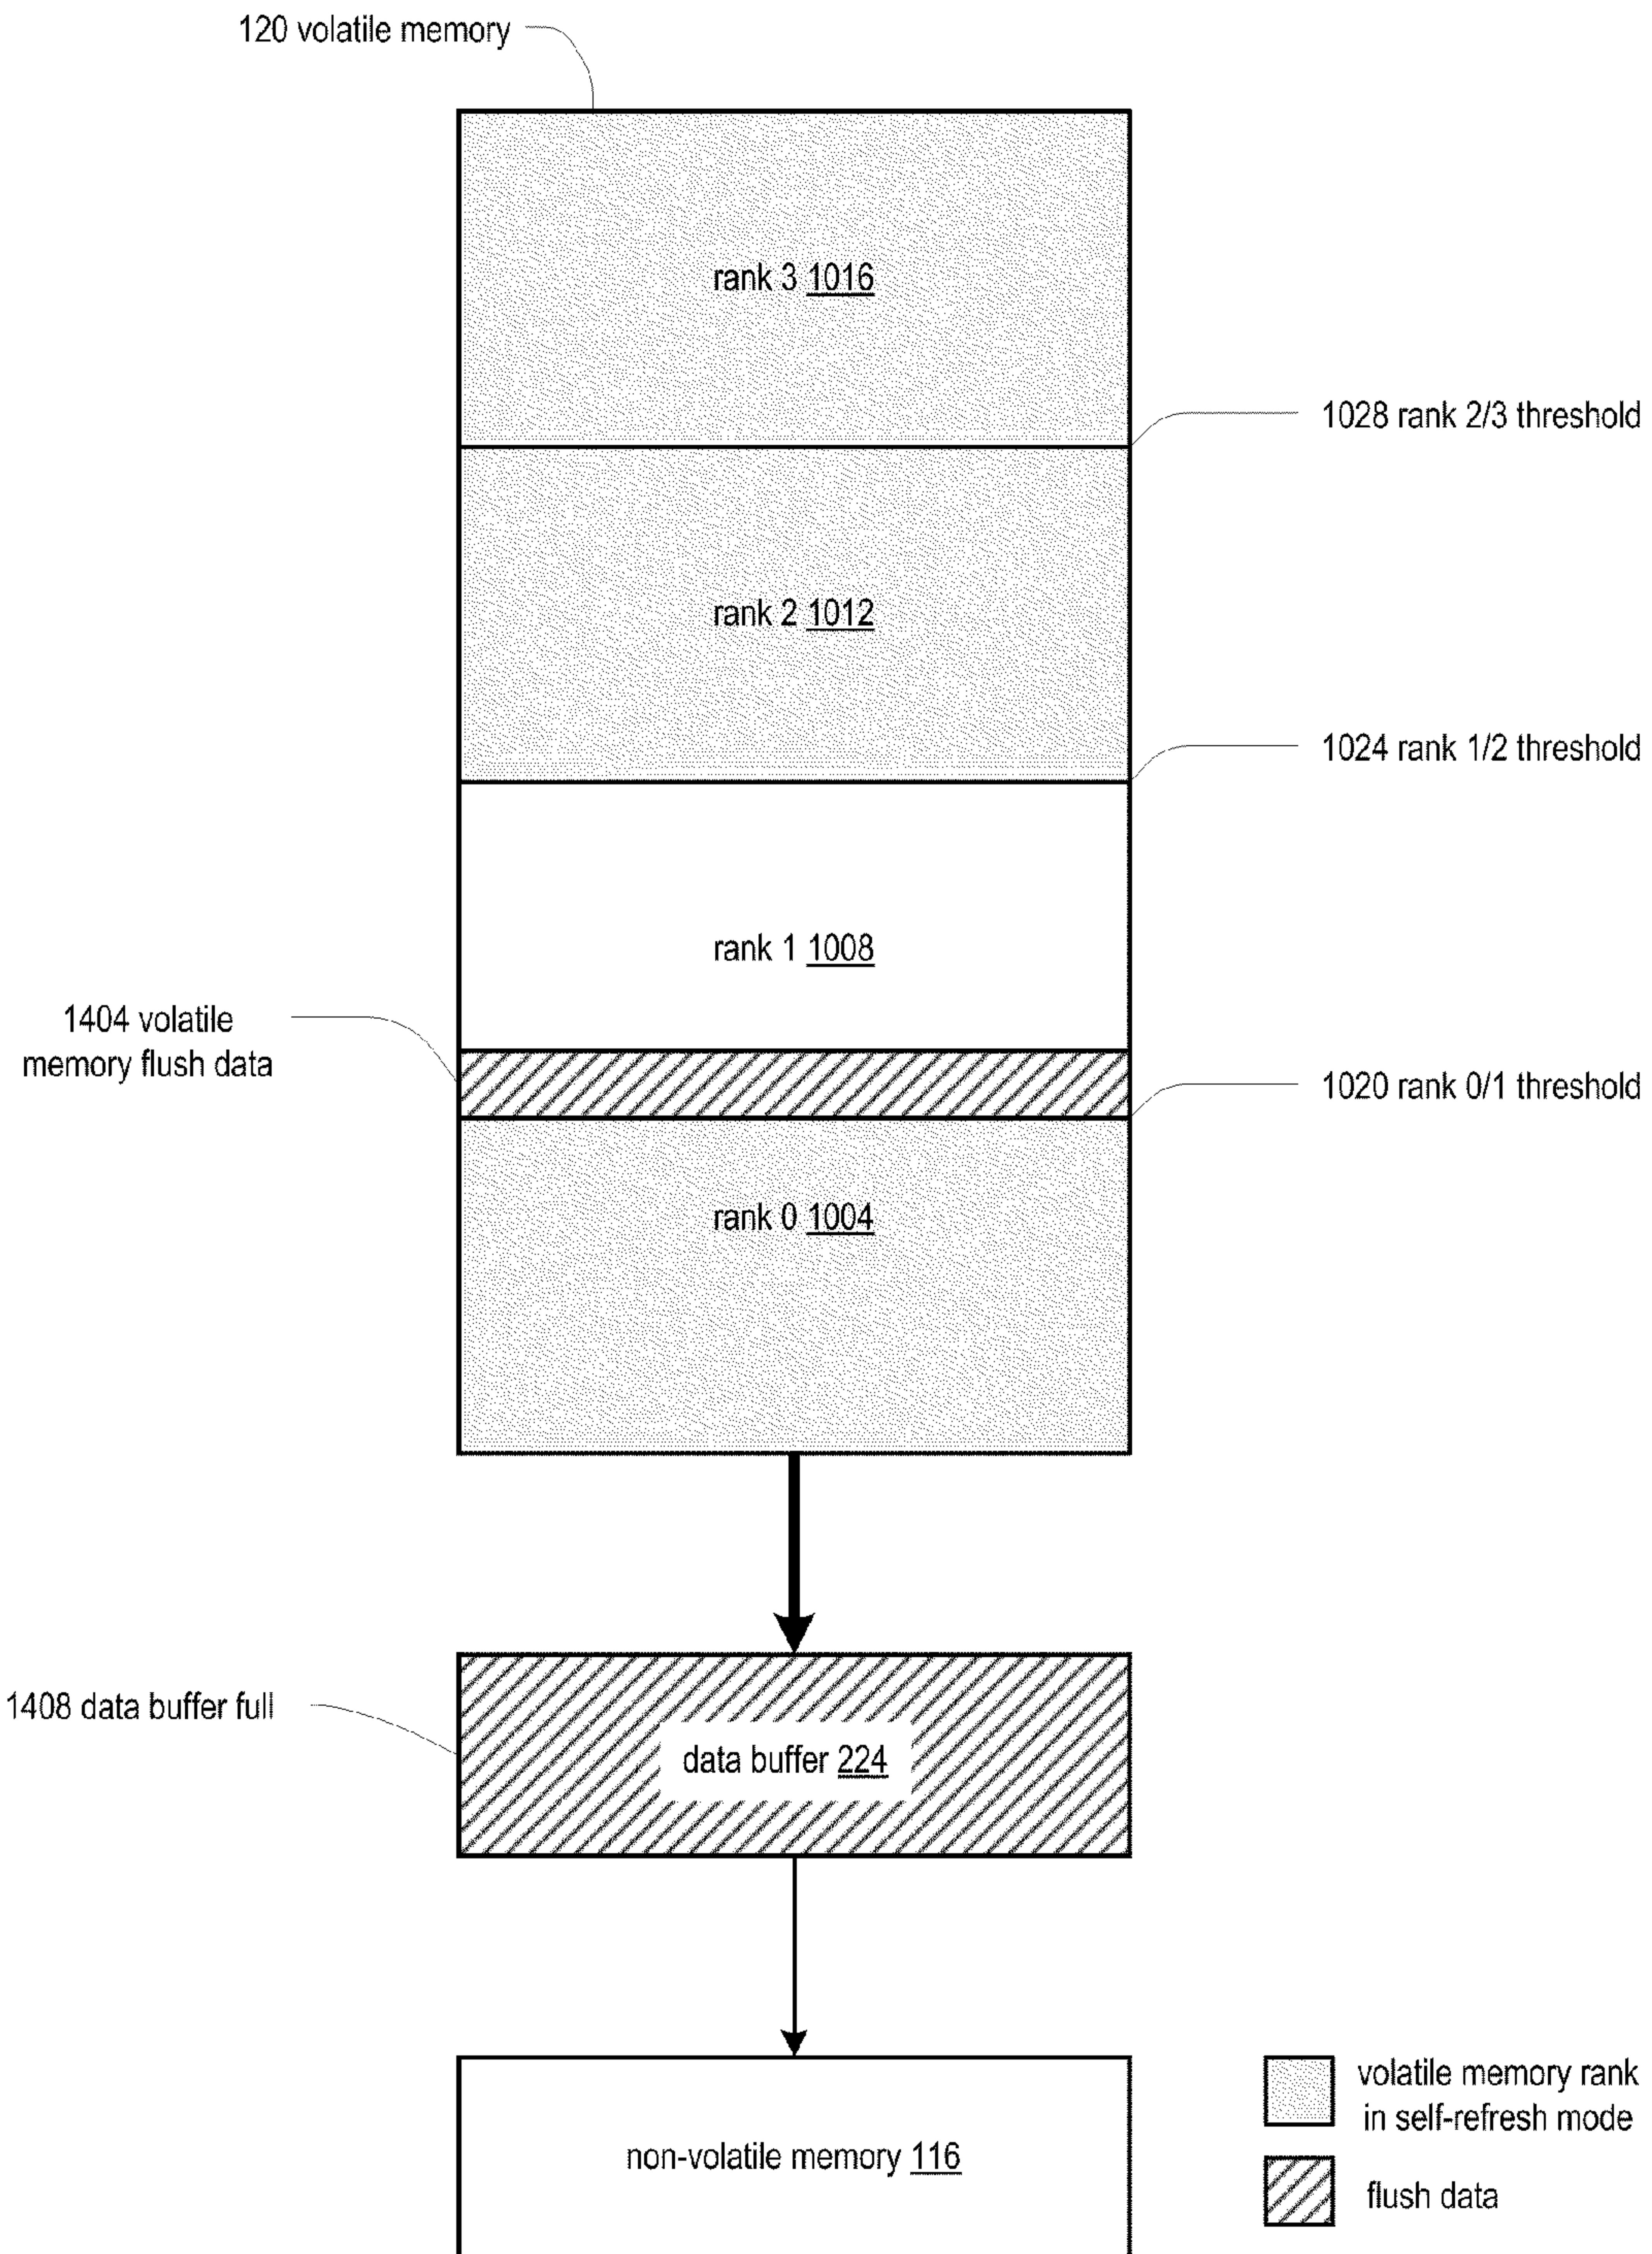 120 volatile memory
rank 3 1016
1028 rank 2/3 threshold
rank 2 1012
1024 rank 1/2 threshold
rank 1 1008
1404 volatile
memory flush data
1020 rank 0/1 threshold
rank 0 1004
1408 data buffer full
data buffer 224
non-volatile memory 116
volatile memory rank
in self-refresh mode
flush data